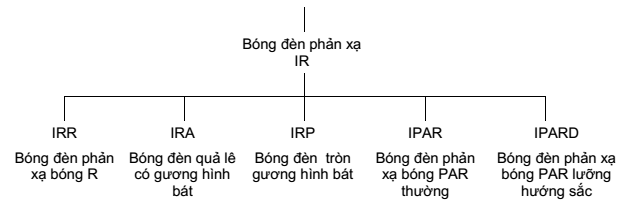 Bóng đèn phản xạ
IR
IRR
Bóng đèn phản
xạ bóng R
IRA
Bóng đèn quả lê
có gương hình
bát
IRP
Bóng đèn tròn
gương hình bát
IPAR
Bóng đèn phản
xạ bóng PAR
thường
IPARD
Bóng đèn phản xạ
bóng PAR lưỡng
hướng sắc